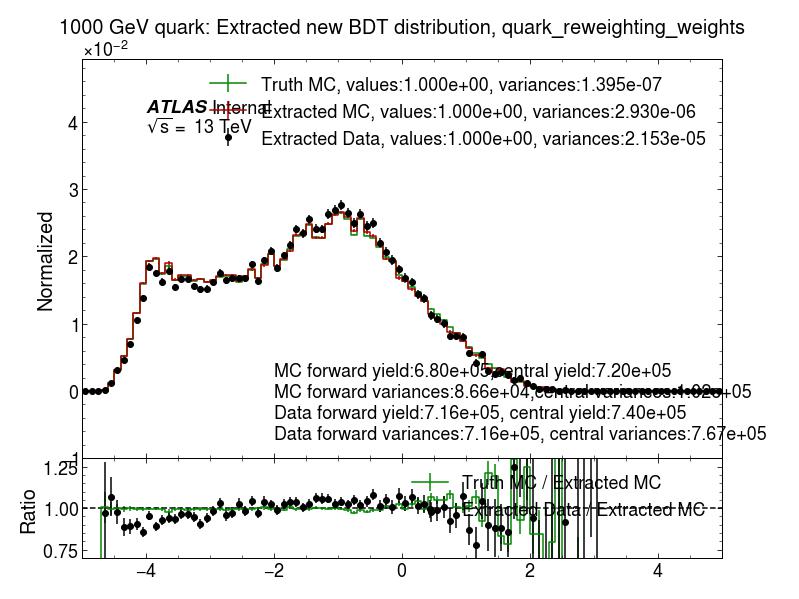 1000 GeV quark: Extracted new BDT distribution, quark_reweighting_weights
×10−2
Truth MC, values:1.000e+00, variances:1.395e-07
ATLAS Internal
Extracted MC, values:1.000e+00, variances:2.930e-06
√s = 13 TeV
Extracted Data, values:1.000e+00, variances:2.153e-05
4
3
2
1
0
Normalized
MC forward yield:6.80e+05, central yield:7.20e+05
MC forward variances:8.66e+04,central variances:1.02e+05
Data forward yield:7.16e+05, central yield:7.40e+05
Data forward variances:7.16e+05, central variances:7.67e+05
1
1.25
1.00
0.75
Ratio
Truth MC / Extracted MC
Extracted Data / Extracted MC
−4 −2 0 2 4